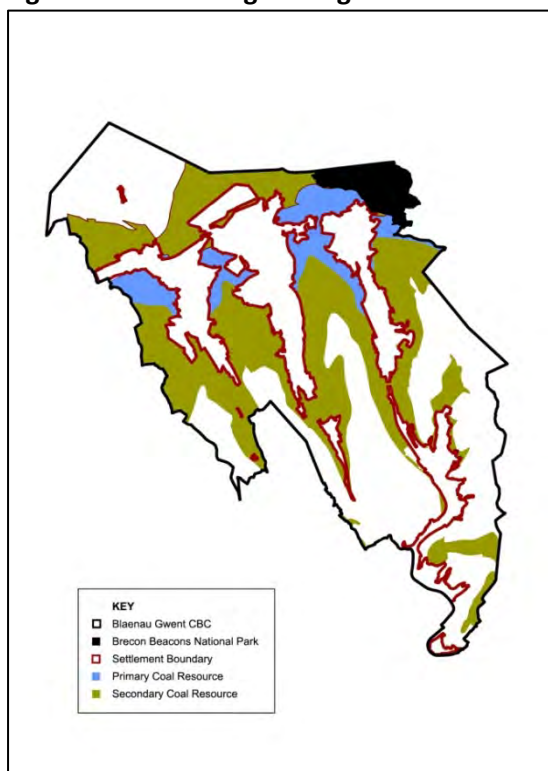 KEY
Blaenau Gwent CBC
Brecon Beacons National Park
Settlement Boundary
Primary Coal Resource
Secondary Coal Resource